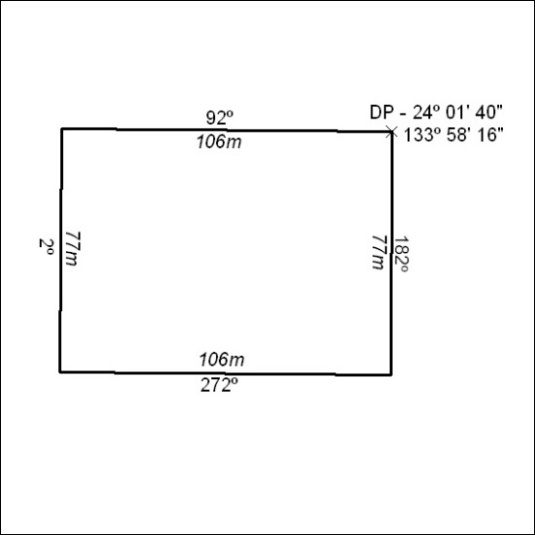 92º
106m
DP - 24º 01' 40"
133º 58' 16"
2º
77m
77m
182º
106m
272º